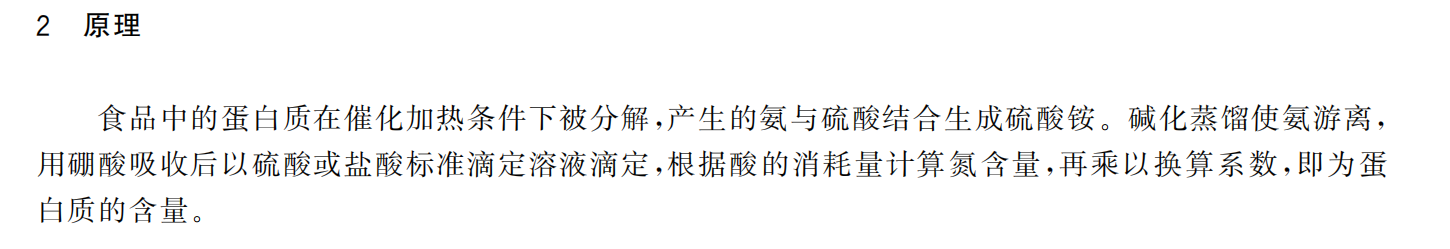 2 原理
食品中的蛋白质在催化加热条件下被分解,产生的氨与硫酸结合生成硫酸铵。碱化蒸馏使氨游离,
用硼酸吸收后以硫酸或盐酸标准滴定溶液滴定,根据酸的消耗量计算氮含量,再乘以换算系数,即为蛋
白质的含量。